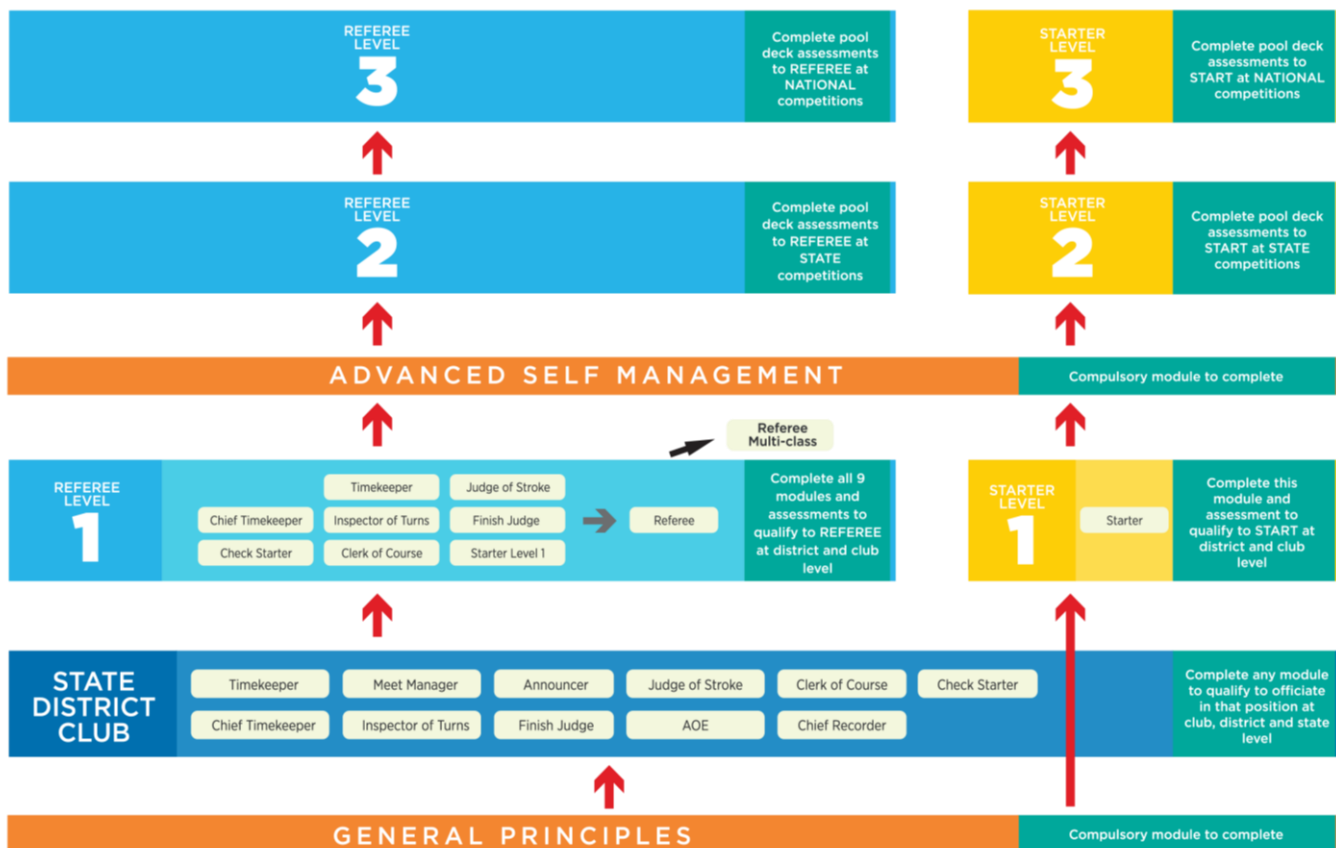 REFEREE
LEVEL
3
Complete pool
deck assessments
to REFEREE at
NATIONAL
competitions
STARTER
LEVEL
3
Complete pool deck
assessments to
START at NATIONAL
competitions
REFEREE
LEVEL
2
Complete pool
deck assessments
to REFEREE at
STATE
competitions
STARTER
LEVEL
2
Complete pool deck
assessments to
START at STATE
competitions
ADVANCED SELF MANAGEMENT
Compulsory module to complete
Referee
Multi-class
REFEREE
LEVEL
1
Timekeeper
Judge of Stroke
Chief Timekeeper
Inspector of Turns
Finish Judge
Referee
Check Starter
Clerk of Course
Starter Level 1
Complete all 9
modules and
assessments to
qualify to REFEREE
at district and club
level
STARTER
LEVEL
1
Starter
Complete this
module and
assessment to
qualify to START at
district and club
level
STATE
DISTRICT
CLUB
Timekeeper
Meet Manager
Announcer
Judge of Stroke
Clerk of Course
Check Starter
Chief Timekeeper
Inspector of Turns
Finish Judge
AOE
Chief Recorder
Complete any module
to qualify to officiate
in that position at
club, district and state
level
GENERAL PRINCIPLES
Compulsory module to complete